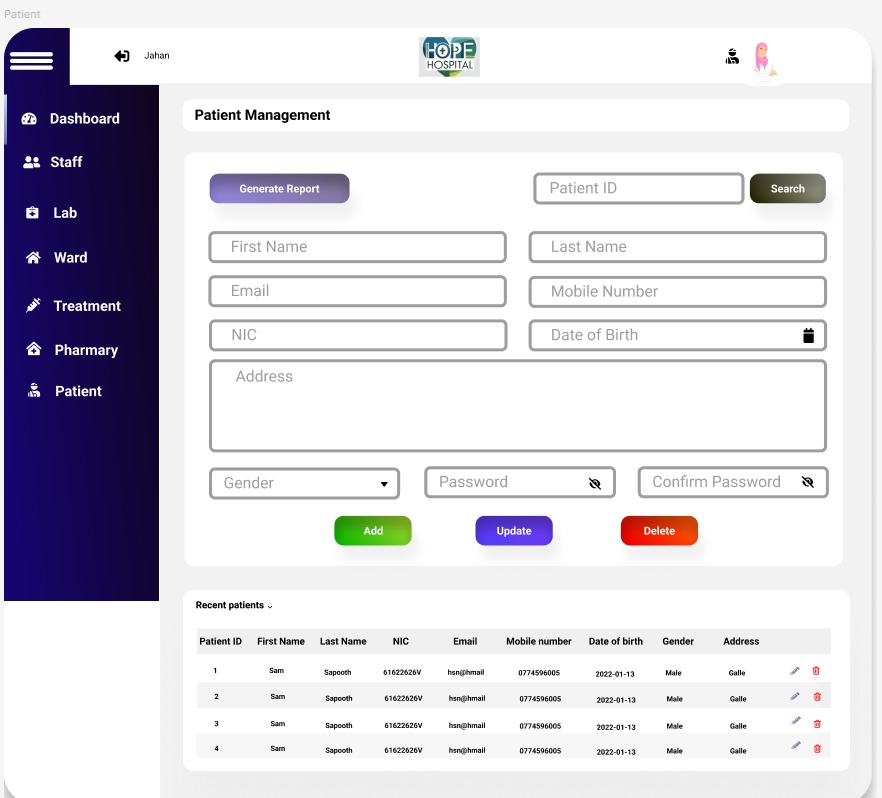 Patient
Jahan
HOPE
HOSPITAL
Dashboard
Staff
Lab
Ward
Treatment
Pharmary
Patient
Patient Management
Generate Report
Patient ID
Search
First Name
Last Name
Email
Mobile Number
NIC
Date of Birth
Address
Gender
Password
Confirm Password
Add
Update
Delete
Recent patients
Patient ID First Name Last Name NIC Email Mobile number Date of birth Gender Address
1 Sam Sapooth 61622626V hsn@hmail 0774596005 2022-01-13 Male Galle
2 Sam Sapooth 61622626V hsn@hmail 0774596005 2022-01-13 Male Galle
3 Sam Sapooth 61622626V hsn@hmail 0774596005 2022-01-13 Male Galle
4 Sam Sapooth 61622626V hsn@hmail 0774596005 2022-01-13 Male Galle